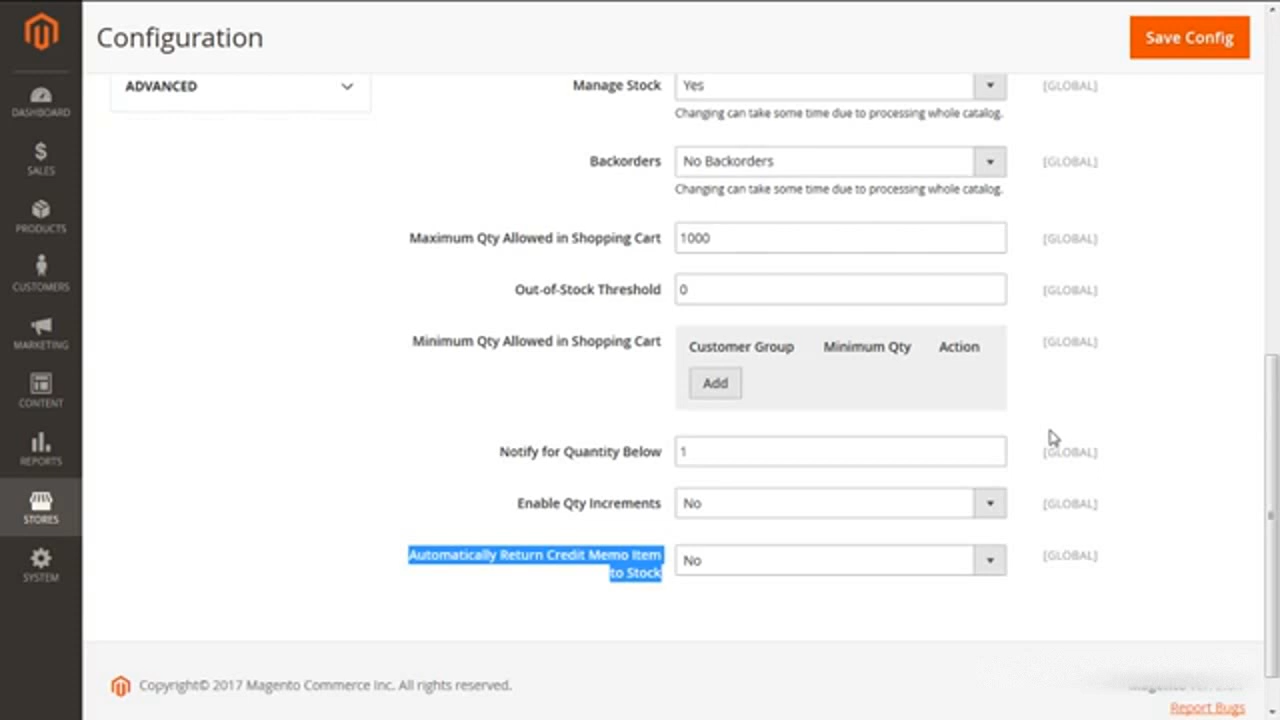 Configuration
Save Config
DASHBOARD
SALES
PRODUCTS
CUSTOMERS
MARKETING
CONTENT
REPORTS
STORES
SYSTEM
ADVANCED
Manage Stock Yes [GLOBAL]
Changing can take some time due to processing whole catalog.
Backorders No Backorders [GLOBAL]
Changing can take some time due to processing whole catalog.
Maximum Qty Allowed in Shopping Cart 1000 [GLOBAL]
Out-of-Stock Threshold 0 [GLOBAL]
Minimum Qty Allowed in Shopping Cart Customer Group Minimum Qty Action [GLOBAL]
Add
Notify for Quantity Below 1 [GLOBAL]
Enable Qty Increments No [GLOBAL]
Automatically Return Credit Memo Item No [GLOBAL]
to Stock
Copyright© 2017 Magento Commerce Inc. All rights reserved.
Report Bugs